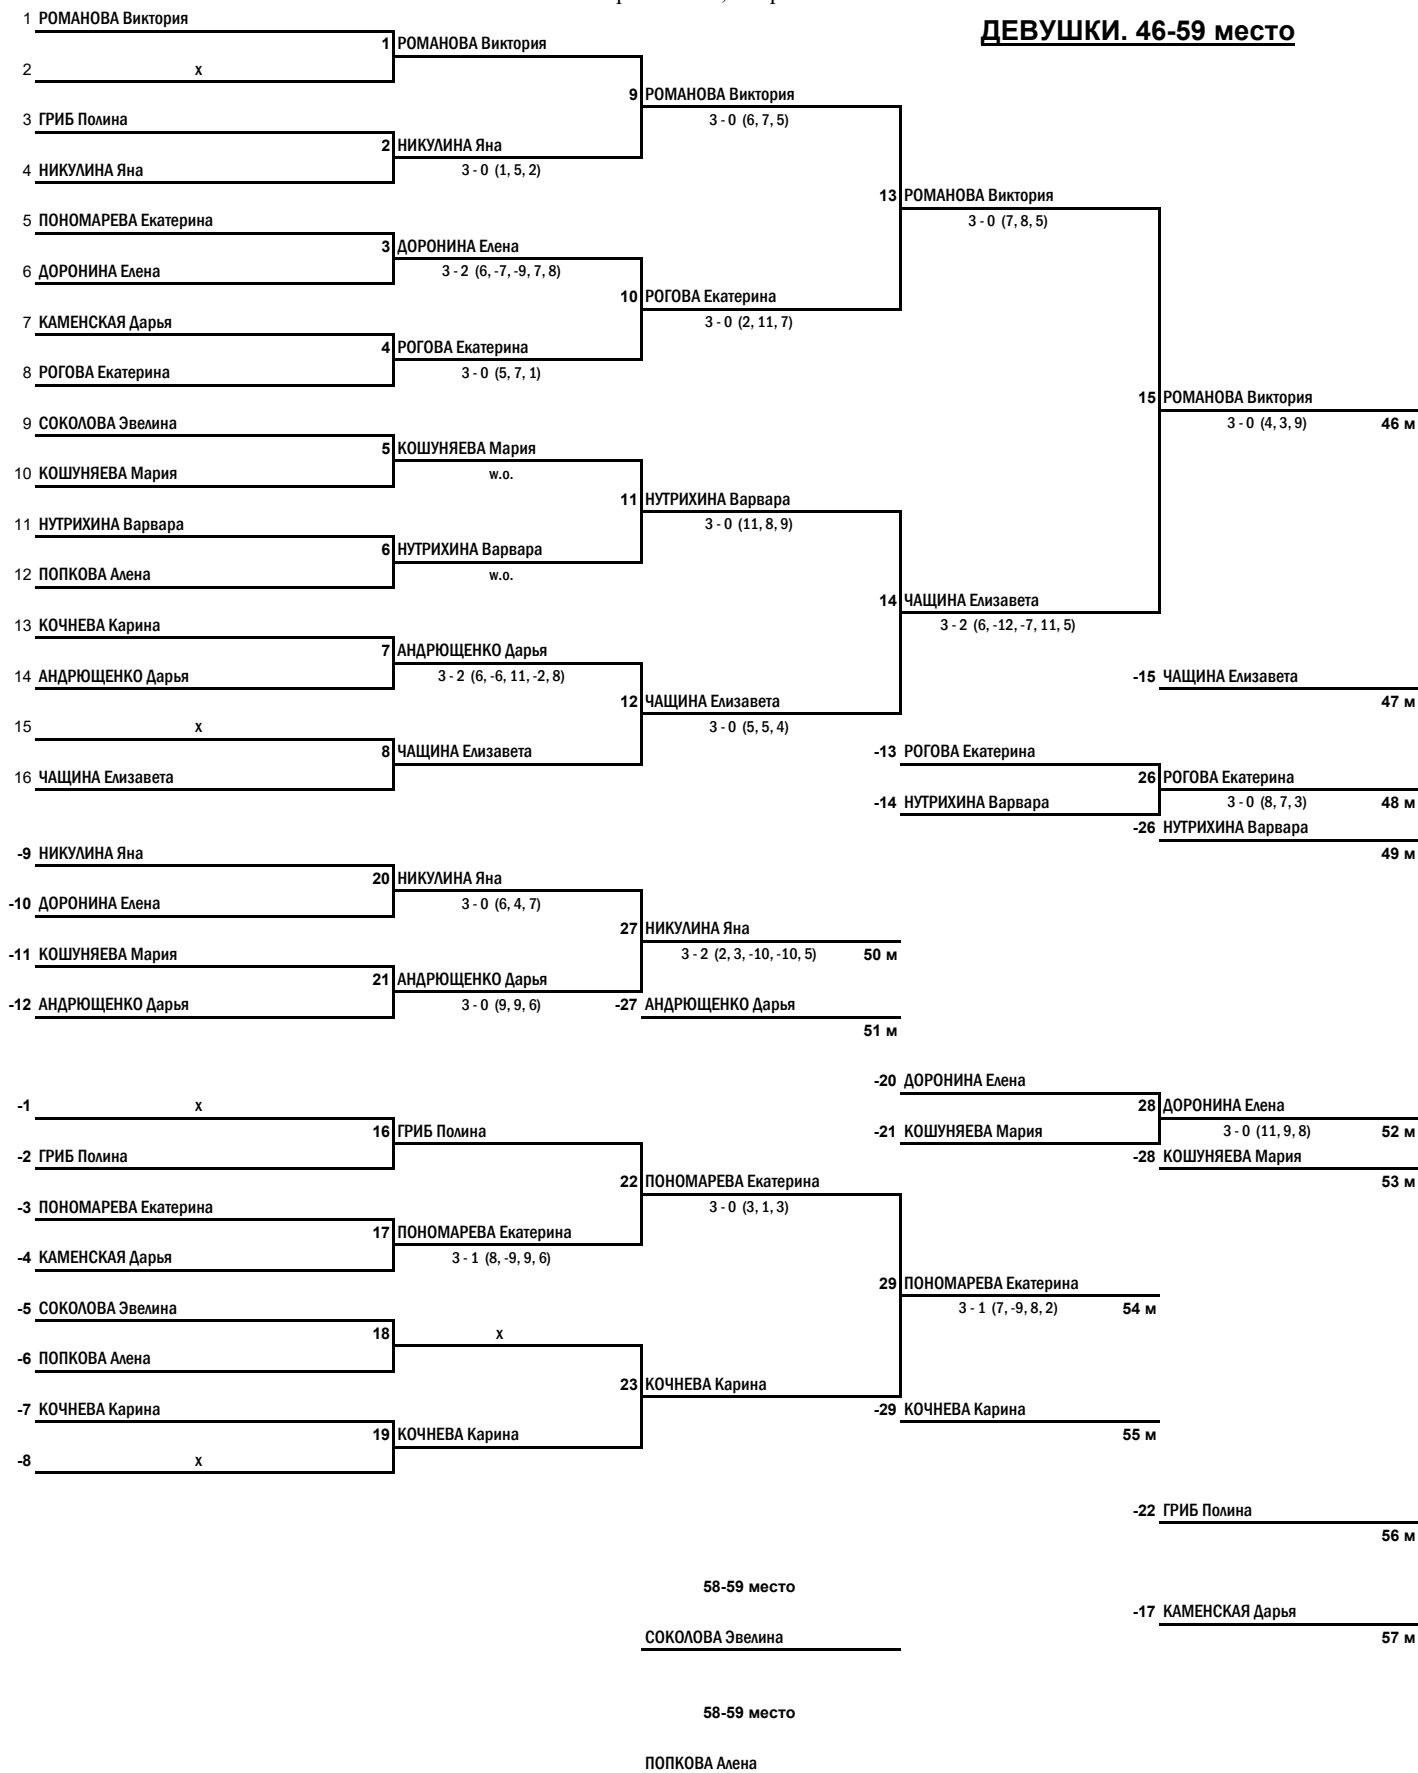 ДЕВУШКИ. 46-59 место
1 РОМАНОВА Виктория
1 РОМАНОВА Виктория
2 х
9 РОМАНОВА Виктория
3 ГРИБ Полина
3 - 0 (6, 7, 5)
2 НИКУЛИНА Яна
4 НИКУЛИНА Яна
3 - 0 (1, 5, 2)
13 РОМАНОВА Виктория
5 ПОНОМАРЕВА Екатерина
3 - 0 (7, 8, 5)
3 ДОРОНИНА Елена
6 ДОРОНИНА Елена
3 - 2 (6, -7, -9, 7, 8)
10 РОГОВА Екатерина
7 КАМЕНСКАЯ Дарья
3 - 0 (2, 11, 7)
4 РОГОВА Екатерина
8 РОГОВА Екатерина
3 - 0 (5, 7, 1)
15 РОМАНОВА Виктория
9 СОКОЛОВА Эвелина
3 - 0 (4, 3, 9) 46 м
5 КОШУНЯЕВА Мария
10 КОШУНЯЕВА Мария
w.o.
11 НУТРИХИНА Варвара
11 НУТРИХИНА Варвара
3 - 0 (11, 8, 9)
6 НУТРИХИНА Варвара
12 ПОПКОВА Алена
w.o.
14 ЧАЩИНА Елизавета
13 КОЧНЕВА Карина
3 - 2 (6, -12, -7, 11, 5)
7 АНДРЮЩЕНКО Дарья
14 АНДРЮЩЕНКО Дарья
3 - 2 (6, -6, 11, -2, 8)
-15 ЧАЩИНА Елизавета
12 ЧАЩИНА Елизавета
47 м
15 х
3 - 0 (5, 5, 4)
8 ЧАЩИНА Елизавета
-13 РОГОВА Екатерина
16 ЧАЩИНА Елизавета
26 РОГОВА Екатерина
-14 НУТРИХИНА Варвара
3 - 0 (8, 7, 3) 48 м
-26 НУТРИХИНА Варвара
-9 НИКУЛИНА Яна
49 м
20 НИКУЛИНА Яна
-10 ДОРОНИНА Елена
3 - 0 (6, 4, 7)
27 НИКУЛИНА Яна
-11 КОШУНЯЕВА Мария
3 - 2 (2, 3, -10, -10, 5) 50 м
21 АНДРЮЩЕНКО Дарья
-12 АНДРЮЩЕНКО Дарья
3 - 0 (9, 9, 6)
-27 АНДРЮЩЕНКО Дарья
51 м
-20 ДОРОНИНА Елена
-1 х
28 ДОРОНИНА Елена
16 ГРИБ Полина
-21 КОШУНЯЕВА Мария
3 - 0 (11, 9, 8) 52 м
-2 ГРИБ Полина
-28 КОШУНЯЕВА Мария
22 ПОНОМАРЕВА Екатерина
53 м
-3 ПОНОМАРЕВА Екатерина
3 - 0 (3, 1, 3)
17 ПОНОМАРЕВА Екатерина
-4 КАМЕНСКАЯ Дарья
3 - 1 (8, -9, 9, 6)
29 ПОНОМАРЕВА Екатерина
-5 СОКОЛОВА Эвелина
3 - 1 (7, -9, 8, 2) 54 м
18 х
-6 ПОПКОВА Алена
23 КОЧНЕВА Карина
-7 КОЧНЕВА Карина
-29 КОЧНЕВА Карина
19 КОЧНЕВА Карина
55 м
-8 х
-22 ГРИБ Полина
56 м
58-59 место
-17 КАМЕНСКАЯ Дарья
СОКОЛОВА Эвелина
57 м
58-59 место
ПОПКОВА Алена